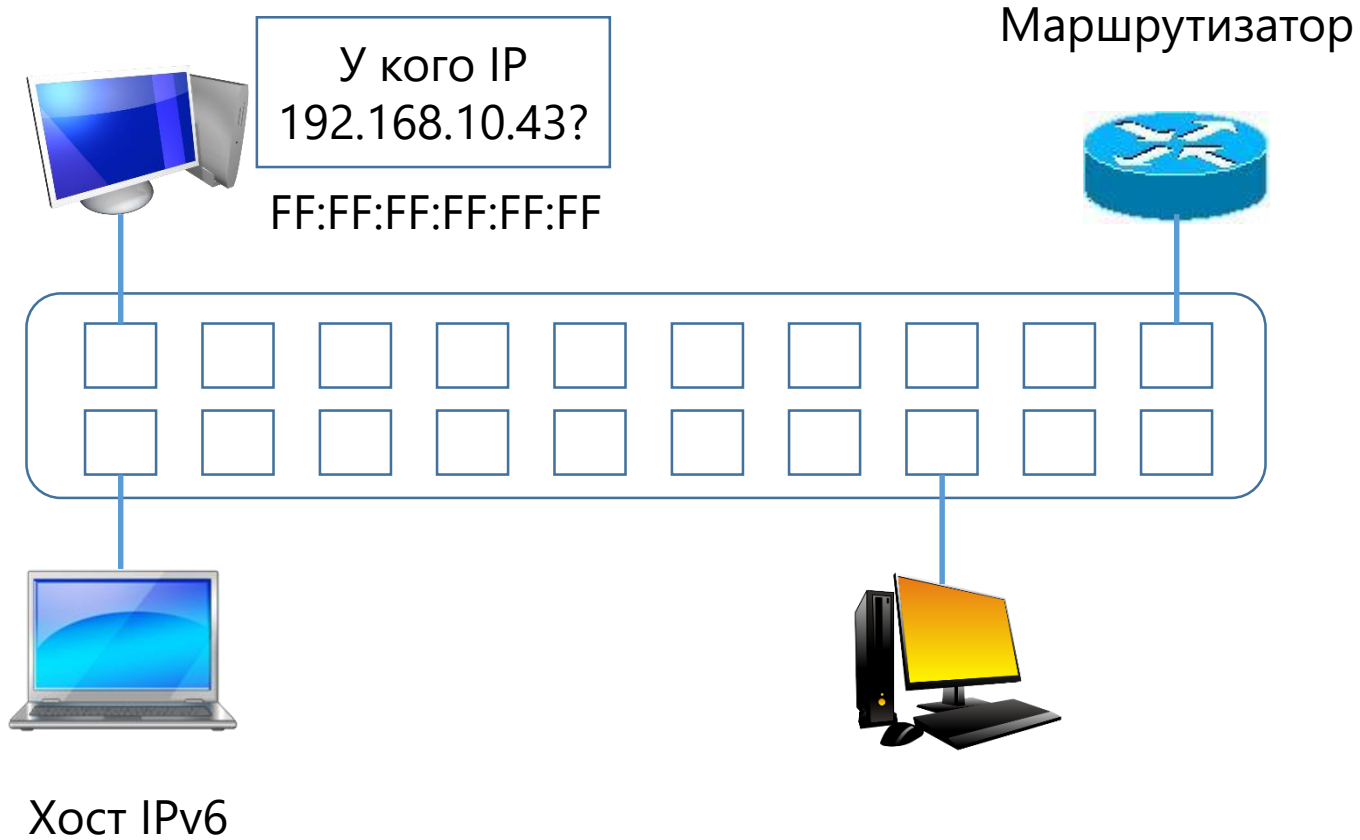 Маршрутизатор
У кого IP
192.168.10.43?
FF:FF:FF:FF:FF:FF
Хост IPv6